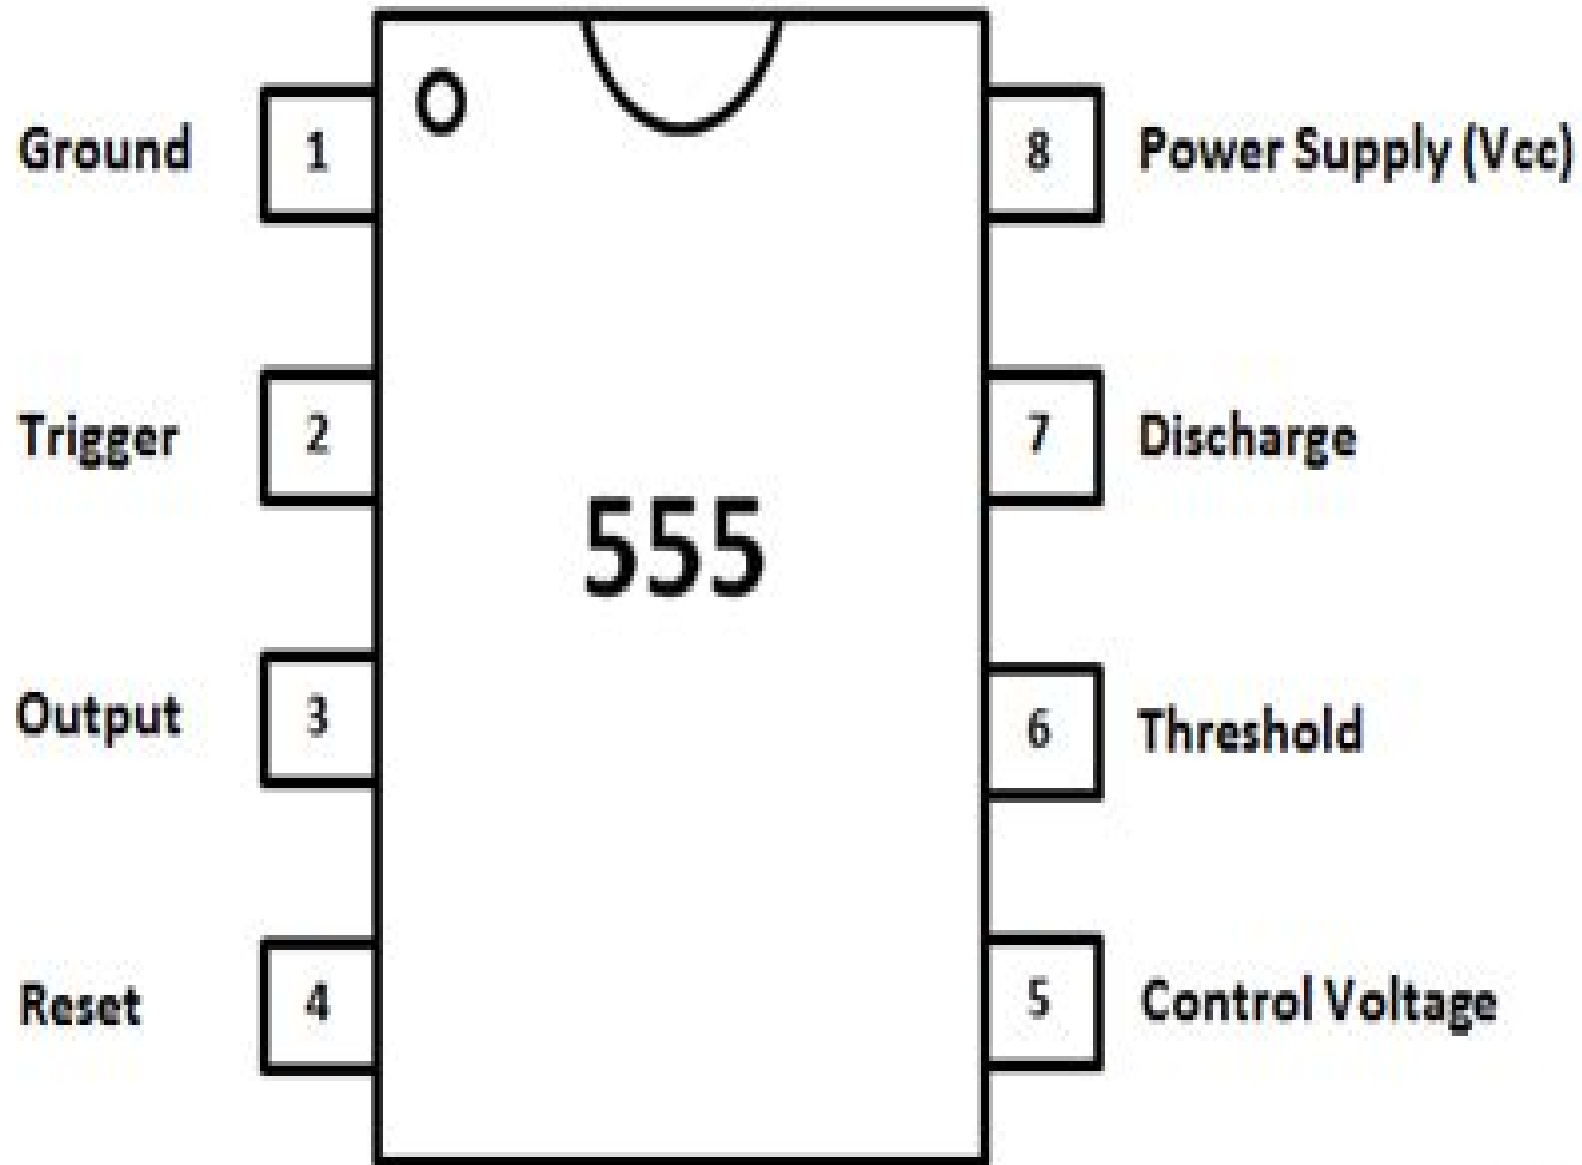 Ground 1 8 Power Supply (Vcc)
Trigger 2 7 Discharge
555
Output 3 6 Threshold
Reset 4 5 Control Voltage